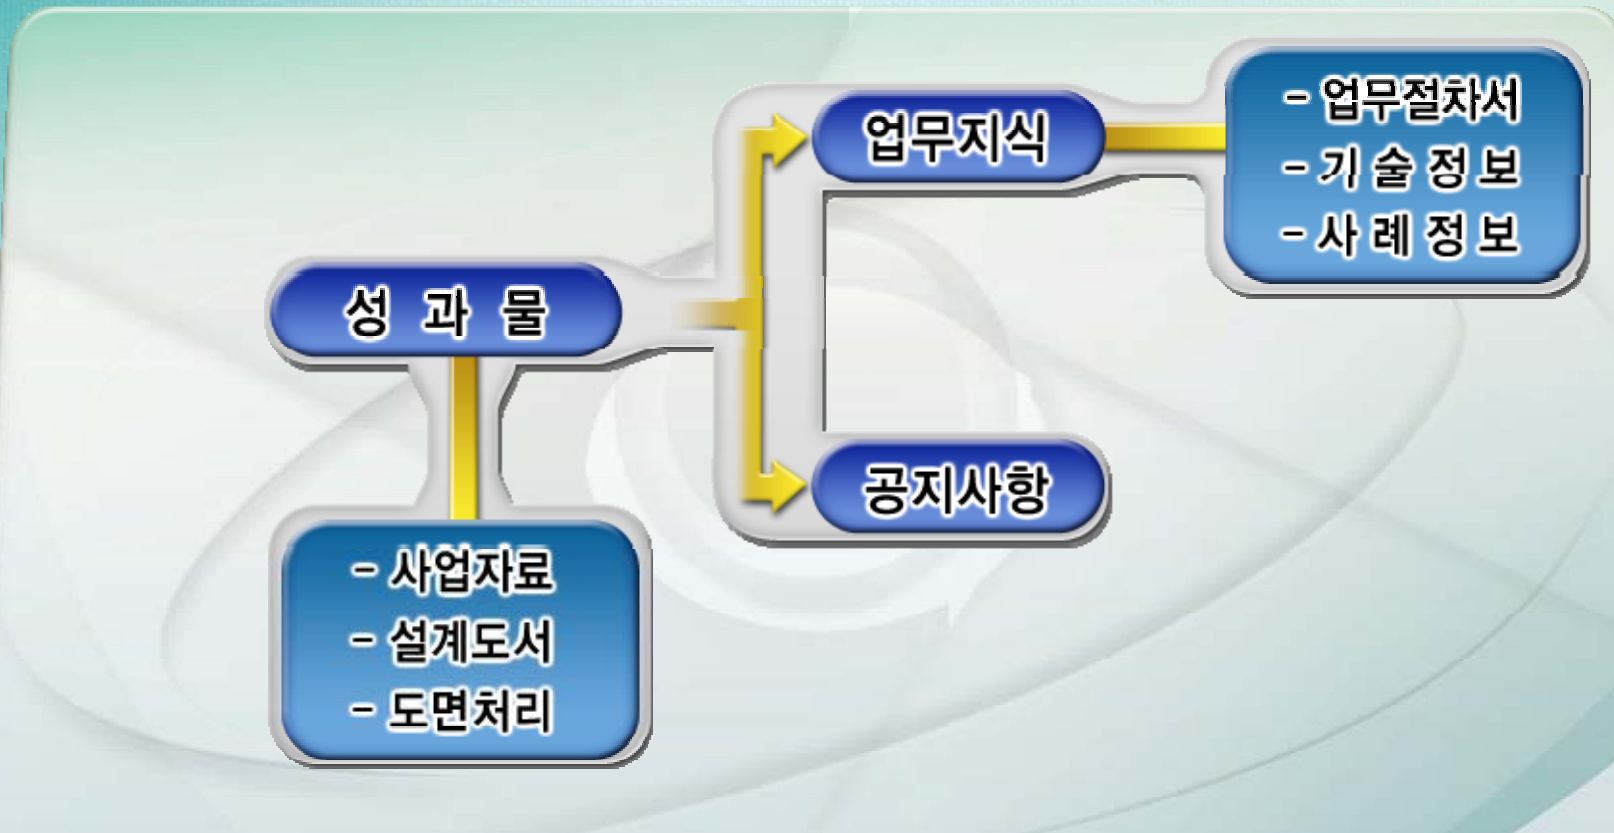 - 업무절차서
업무지식
- 기 술 정 보
- 사 례 정 보
성 과 물
공지사항
- 사업자료
- 설계도서
- 도면처리